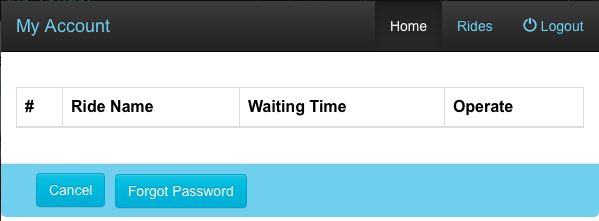 My Account Home Rides Logout
# Ride Name Waiting Time Operate
Cancel Forgot Password